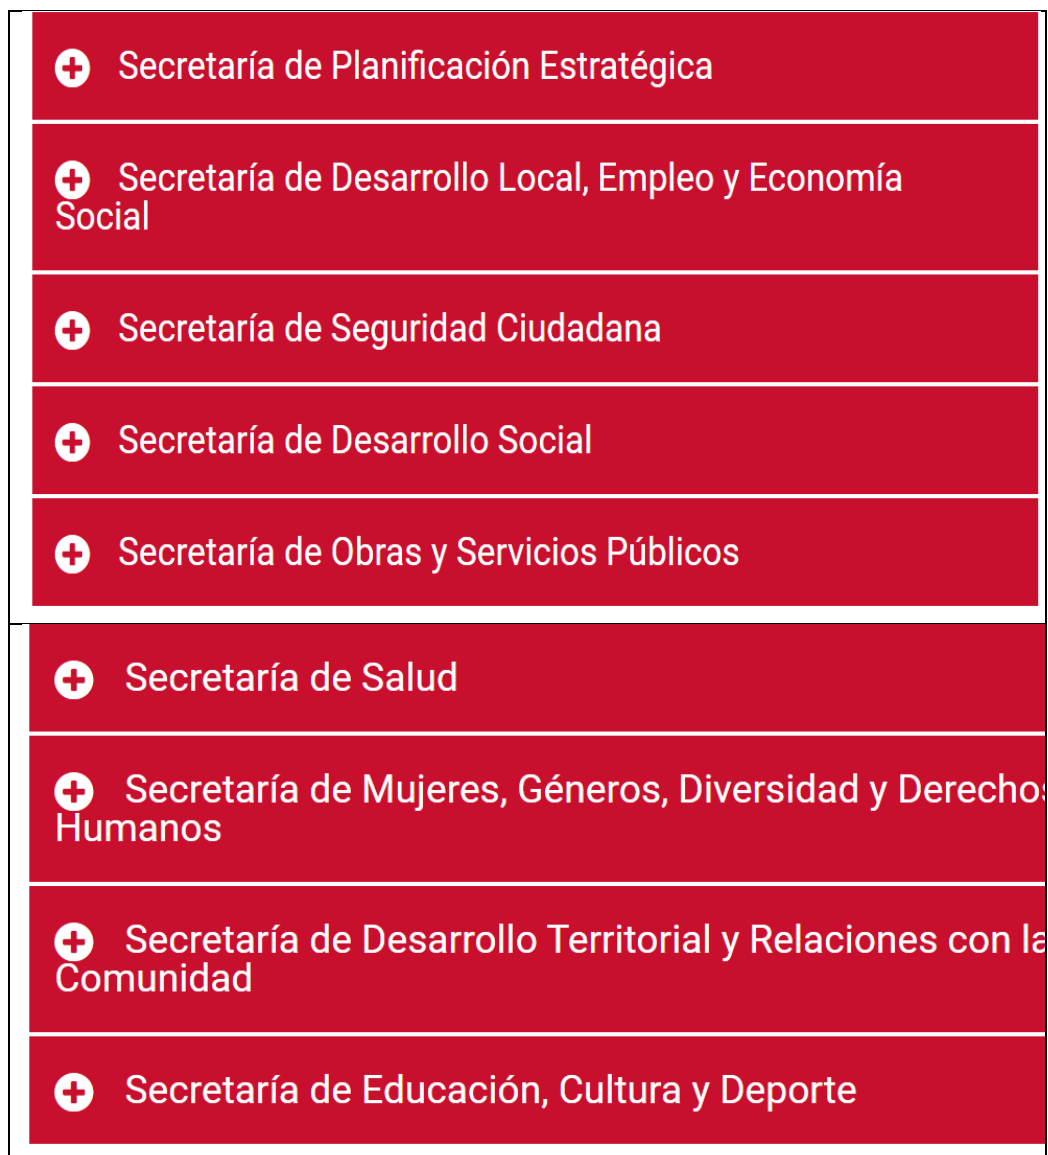 Secretaría de Planificación Estratégica
Secretaría de Desarrollo Local, Empleo y Economía
Social
Secretaría de Seguridad Ciudadana
Secretaría de Desarrollo Social
Secretaría de Obras y Servicios Públicos
Secretaría de Salud
Secretaría de Mujeres, Géneros, Diversidad y Derechos
Humanos
Secretaría de Desarrollo Territorial y Relaciones con la
Comunidad
Secretaría de Educación, Cultura y Deporte